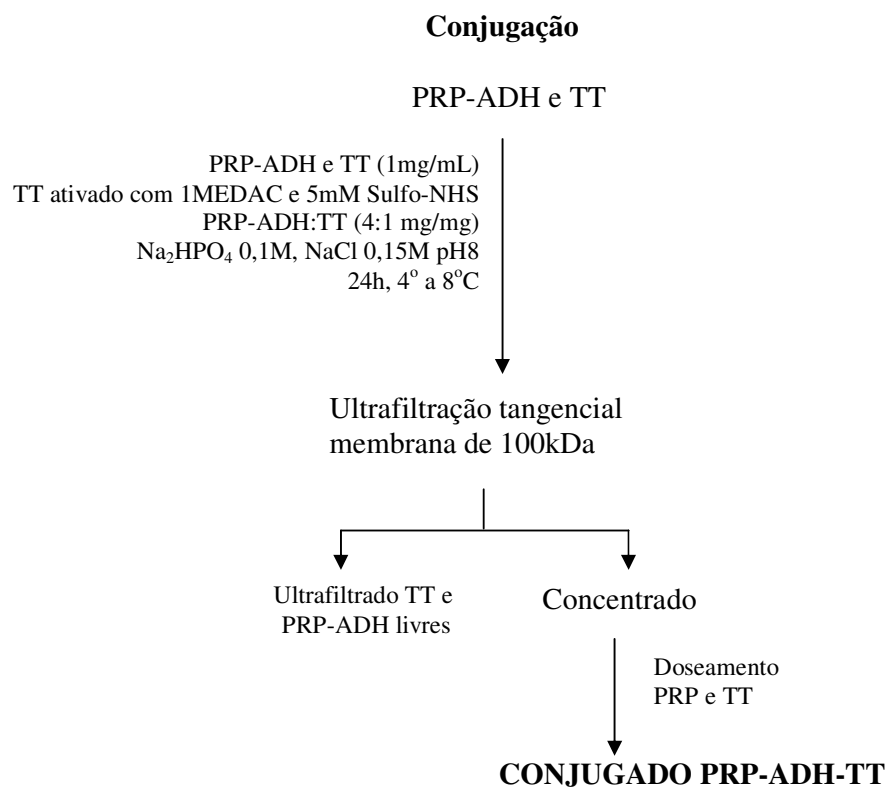 Conjugação
PRP-ADH e TT
PRP-ADH e TT (1mg/mL)
TT ativado com 1MEDAC e 5mM Sulfo-NHS
PRP-ADH:TT (4:1 mg/mg)
Na₂HPO₄ 0,1M, NaCl 0,15M pH8
24h, 4º a 8ºC
Ultrafiltração tangencial
membrana de 100kDa
Ultrafiltrado TT e
PRP-ADH livres
Concentrado
Doseamento
PRP e TT
CONJUGADO PRP-ADH-TT